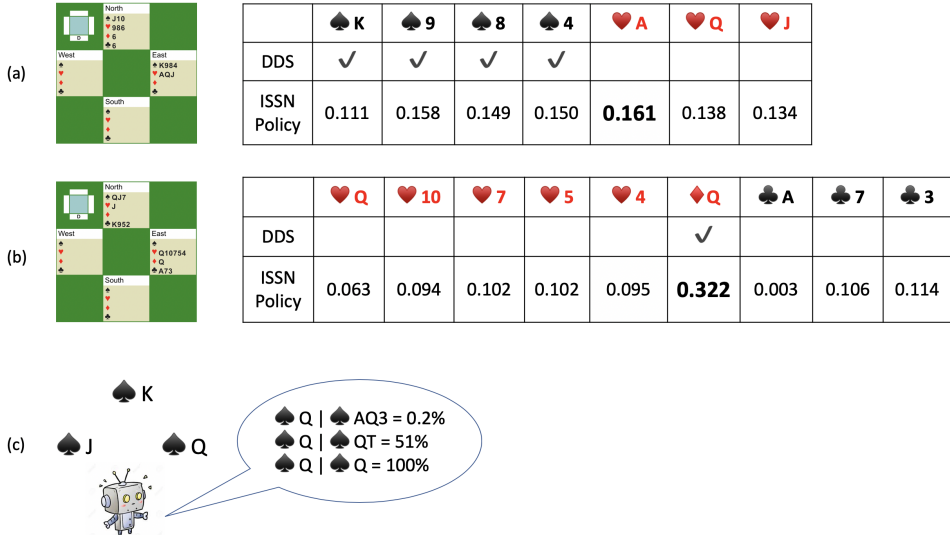 (a)
North
♠ J10
♥ 986
♦ 6
♣ 6
West
♠
♥
♦
♣
East
♠ K984
♥ AQJ
♦
♣
South
♠
♥
♦
♣
D
♠ K ♠ 9 ♠ 8 ♠ 4 ♥ A ♥ Q ♥ J
DDS ✓ ✓ ✓ ✓
ISSN Policy 0.111 0.158 0.149 0.150 0.161 0.138 0.134
(b)
North
♠ QJ7
♥ J
♦
♣ K952
West
♠
♥
♦
♣
East
♠
♥ Q10754
♦ Q
♣ A73
South
♠
♥
♦
♣
D
♥ Q ♥ 10 ♥ 7 ♥ 5 ♥ 4 ♦ Q ♣ A ♣ 7 ♣ 3
DDS ✓
ISSN Policy 0.063 0.094 0.102 0.102 0.095 0.322 0.003 0.106 0.114
(c)
♠ K
♠ J ♠ Q
♠ Q | ♠ AQ3 = 0.2%
♠ Q | ♠ QT = 51%
♠ Q | ♠ Q = 100%